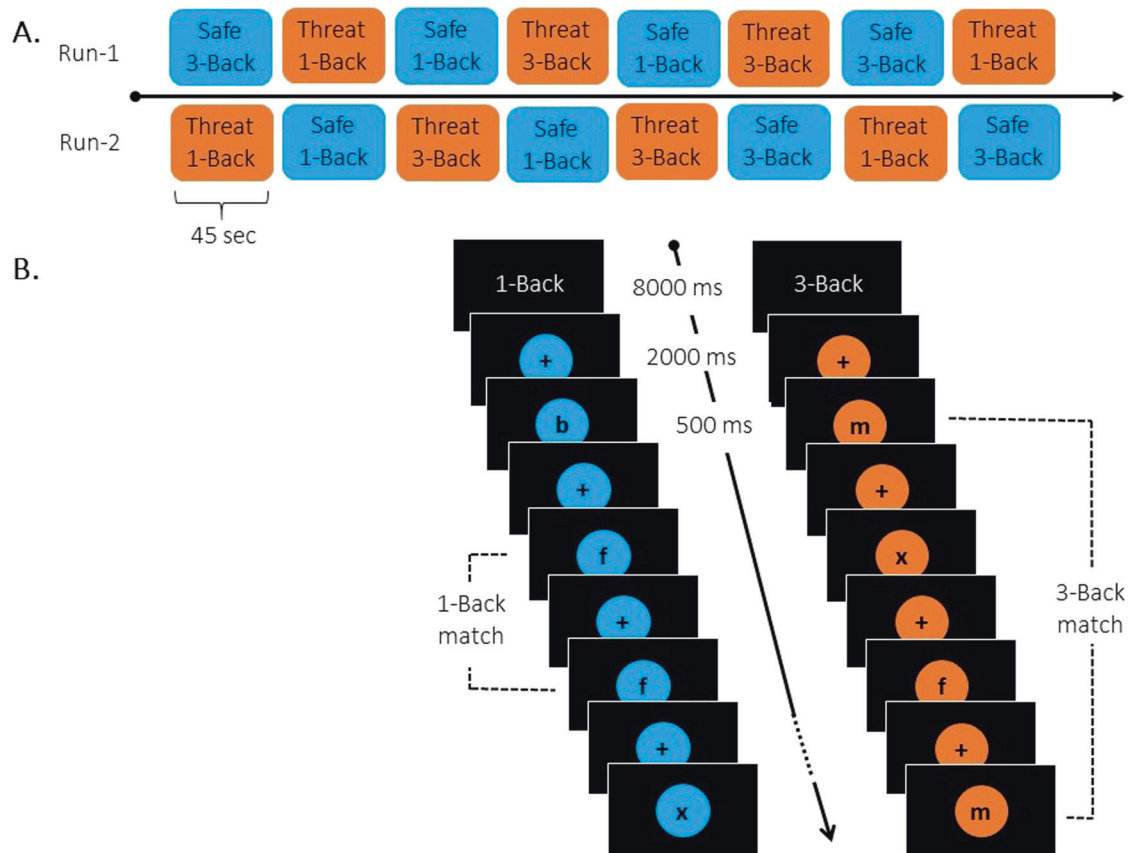 A.
Run-1
Safe
3-Back
Threat
1-Back
Safe
1-Back
Threat
3-Back
Safe
1-Back
Threat
3-Back
Safe
3-Back
Threat
1-Back
Run-2
Threat
1-Back
Safe
1-Back
Threat
3-Back
Safe
1-Back
Threat
3-Back
Safe
3-Back
Threat
1-Back
Safe
3-Back
45 sec
B.
1-Back
+
b
+
f
+
f
+
x
1-Back
match
8000 ms
2000 ms
500 ms
3-Back
+
m
+
x
+
f
+
m
3-Back
match